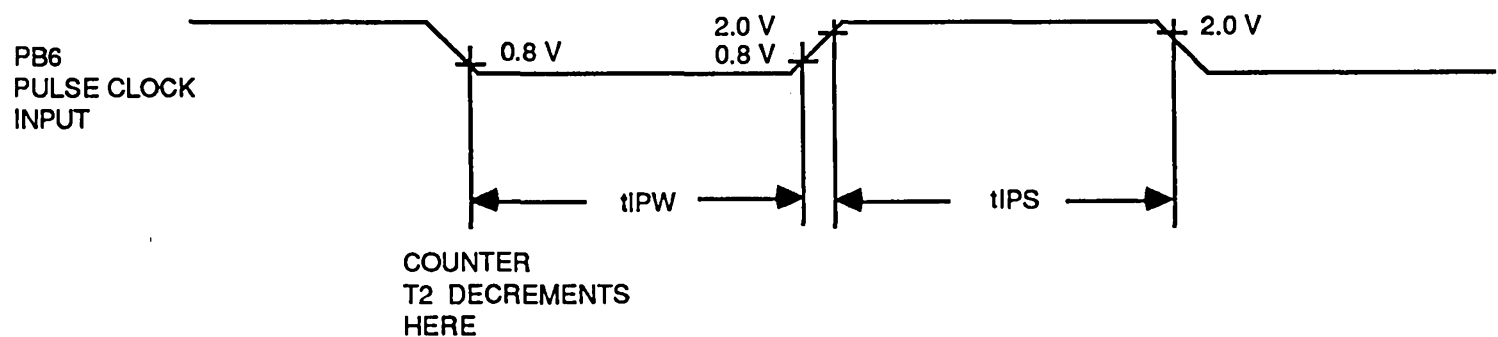 PB6
PULSE CLOCK
INPUT
0.8 V
2.0 V
0.8 V
2.0 V
tIPW
tIPS
COUNTER
T2 DECREMENTS
HERE